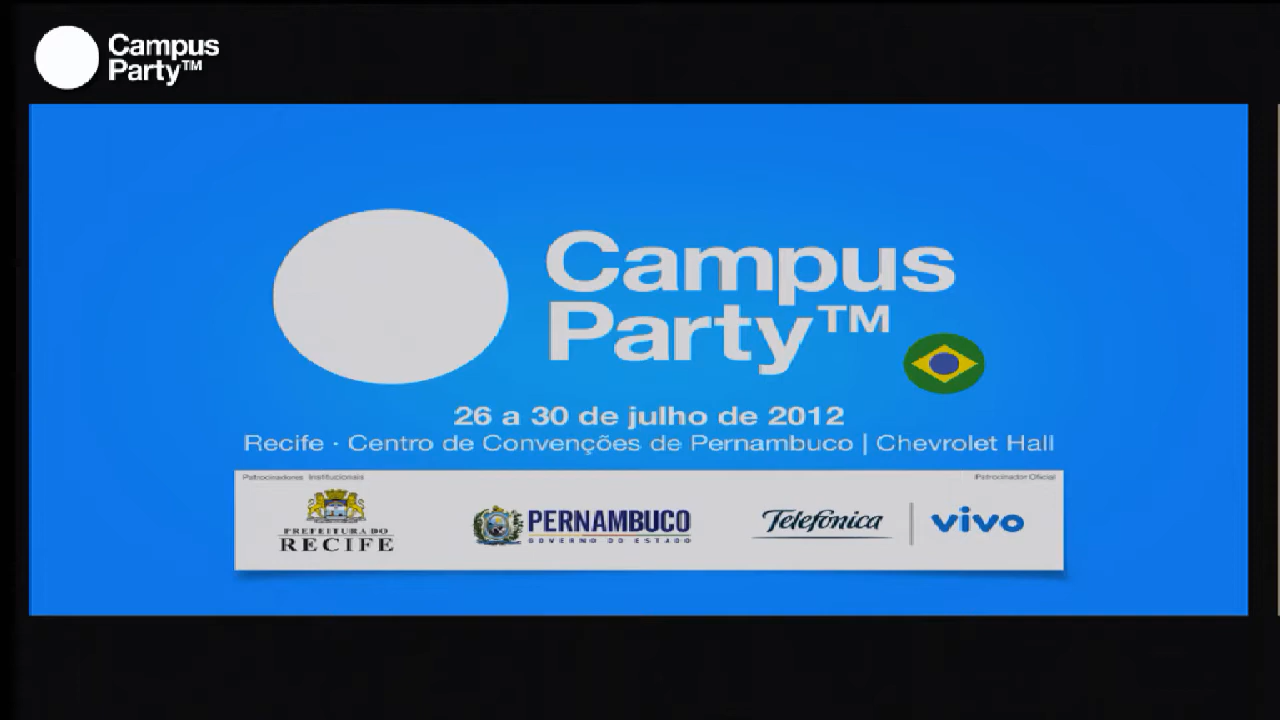 Campus
Party™
Campus
Party™
26 a 30 de julho de 2012
Recife · Centro de Convenções de Pernambuco | Chevrolet Hall
Patrocinadores Institucionais
Patrocinador Oficial
PREFEITURA DO
RECIFE
PERNAMBUCO
GOVERNO DO ESTADO
Telefónica
vivo